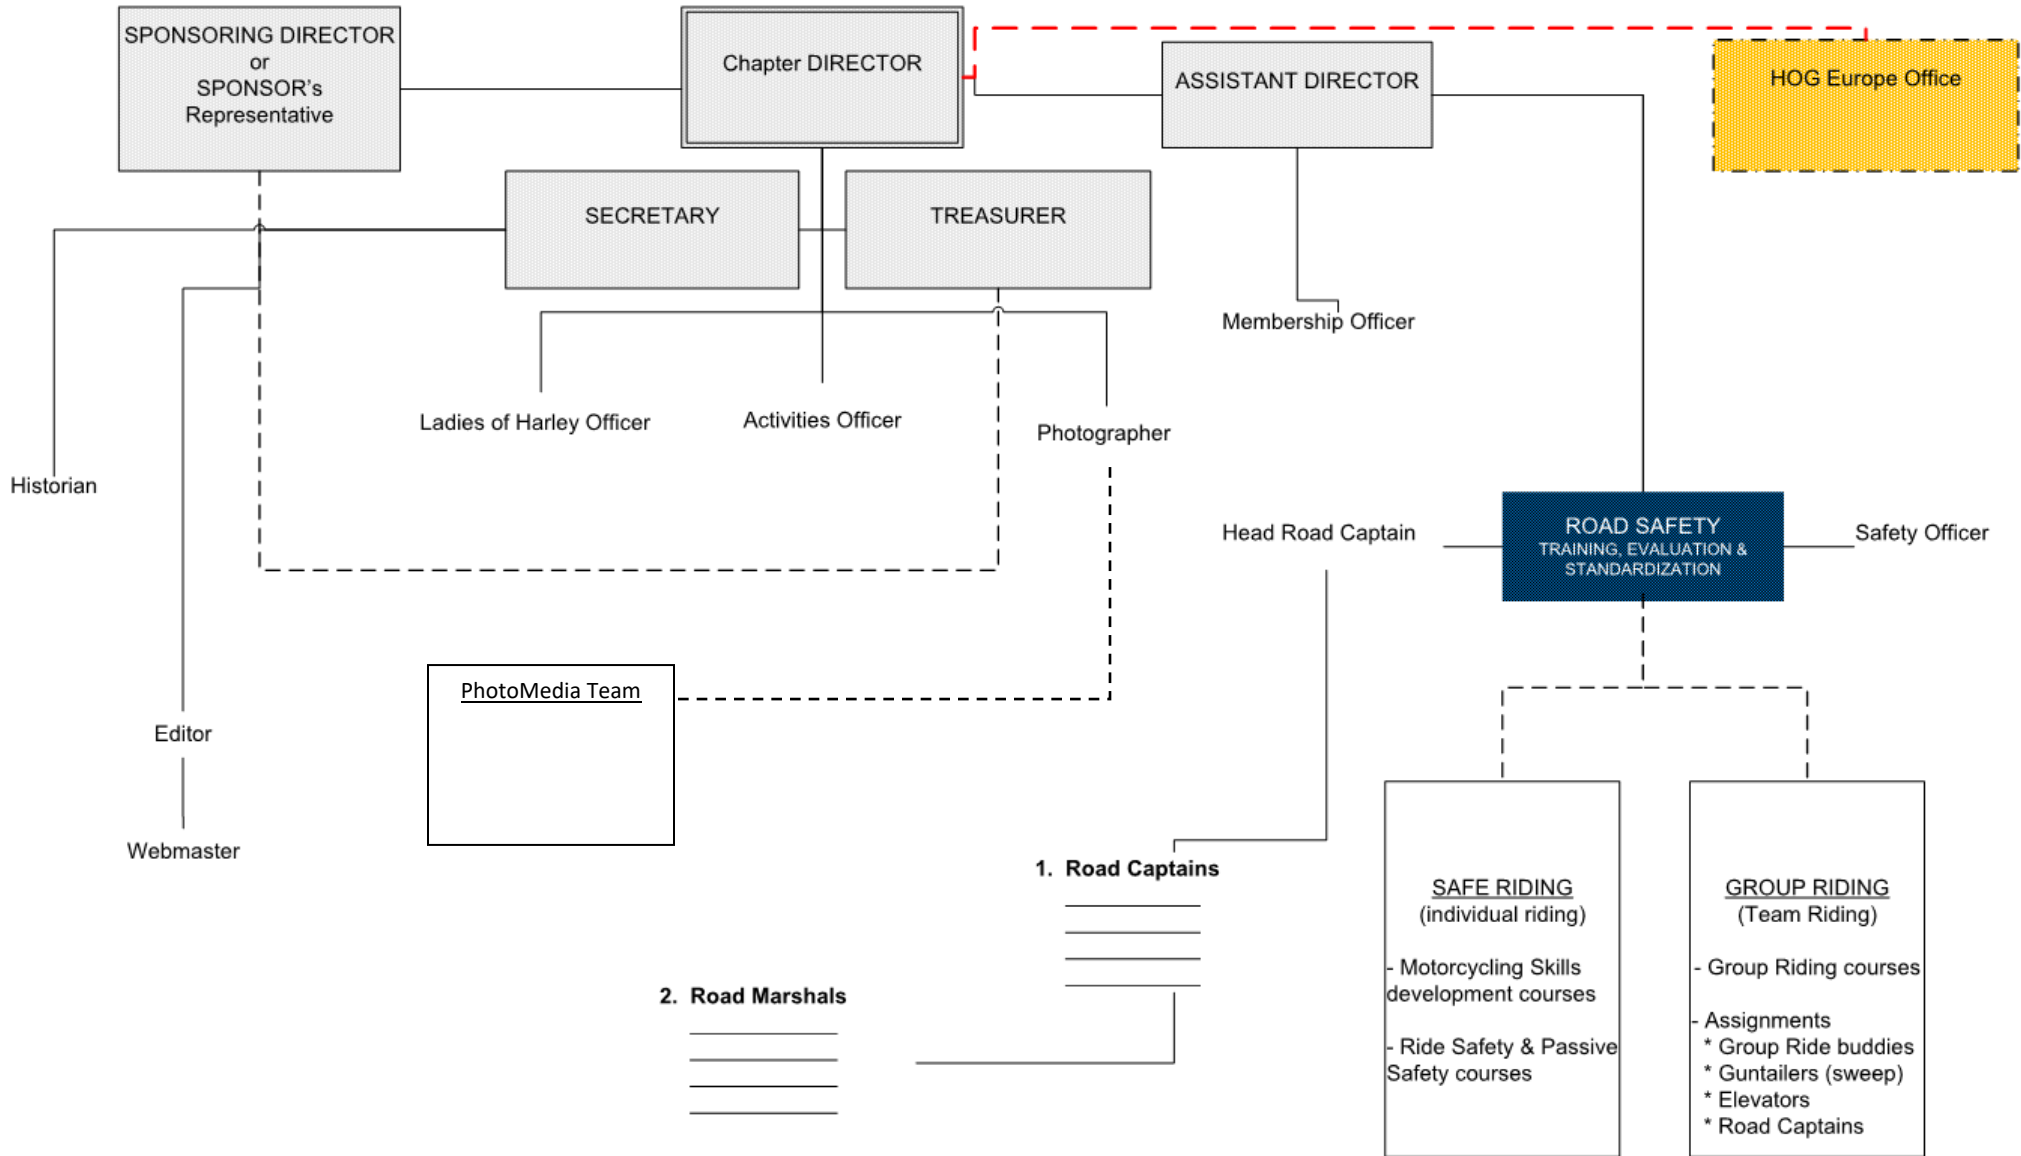 SPONSORING DIRECTOR
or
SPONSOR's
Representative
Chapter DIRECTOR
ASSISTANT DIRECTOR
HOG Europe Office
SECRETARY
TREASURER
Membership Officer
Ladies of Harley Officer
Activities Officer
Photographer
Historian
Head Road Captain
ROAD SAFETY
TRAINING, EVALUATION &
STANDARDIZATION
Safety Officer
PhotoMedia Team
Editor
Webmaster
1. Road Captains
2. Road Marshals
SAFE RIDING
(individual riding)
- Motorcycling Skills
development courses
- Ride Safety & Passive
Safety courses
GROUP RIDING
(Team Riding)
- Group Riding courses
- Assignments
* Group Ride buddies
* Guntailers (sweep)
* Elevators
* Road Captains